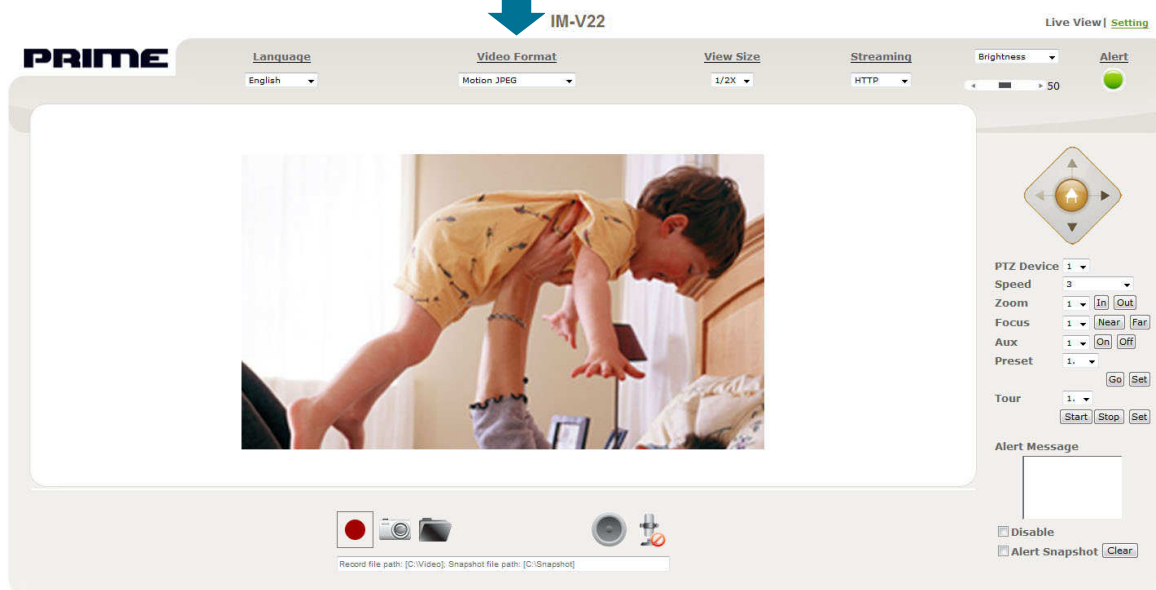 IM-V22
Live View| Setting
PRIME
Language
Video Format
View Size
Streaming
Brightness
Alert
English
Motion JPEG
1/2X
HTTP
50
PTZ Device 1
Speed 3
Zoom 1 In Out
Focus 1 Near Far
Aux 1 On Off
Preset 1.
Go Set
Tour 1.
Start Stop Set
Alert Message
Disable
Alert Snapshot Clear
Record file path: [C:\Video]; Snapshot file path: [C:\Snapshot]